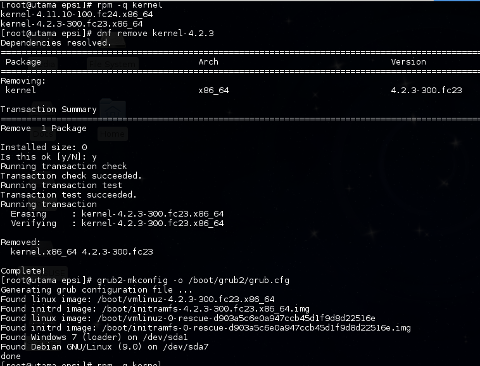 [root@utama epsi]# rpm -q kernel
kernel-4.11.10-100.fc24.x86_64
kernel-4.2.3-300.fc23.x86_64
[root@utama epsi]# dnf remove kernel-4.2.3
Dependencies resolved.
================================================================================
Package Arch Version
================================================================================
Removing:
kernel x86_64 4.2.3-300.fc23
Transaction Summary
================================================================================
Remove 1 Package
Installed size: 0
Is this ok [y/N]: y
Running transaction check
Transaction check succeeded.
Running transaction test
Transaction test succeeded.
Running transaction
Erasing : kernel-4.2.3-300.fc23.x86_64
Verifying : kernel-4.2.3-300.fc23.x86_64
Removed:
kernel.x86_64 4.2.3-300.fc23
Complete!
[root@utama epsi]# grub2-mkconfig -o /boot/grub2/grub.cfg
Generating grub configuration file ...
Found linux image: /boot/vmlinuz-4.2.3-300.fc23.x86_64
Found initrd image: /boot/initramfs-4.2.3-300.fc23.x86_64.img
Found linux image: /boot/vmlinuz-0-rescue-d903a5c6e0a947ccb45d1f9d8d22516e
Found initrd image: /boot/initramfs-0-rescue-d903a5c6e0a947ccb45d1f9d8d22516e.img
Found Windows 7 (loader) on /dev/sda1
Found Debian GNU/Linux (9.0) on /dev/sda7
done
[root@utama epsi]# rpm -q kernel